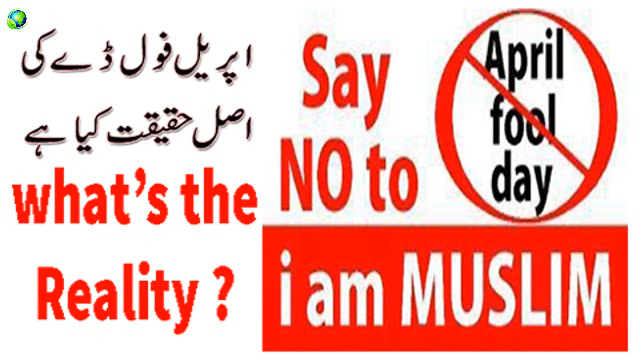 اپریل فول ڈے کی
اصل حقیقت کیا ہے
what's the
Reality ?
Say
NO to
April
fool
day
i am MUSLIM